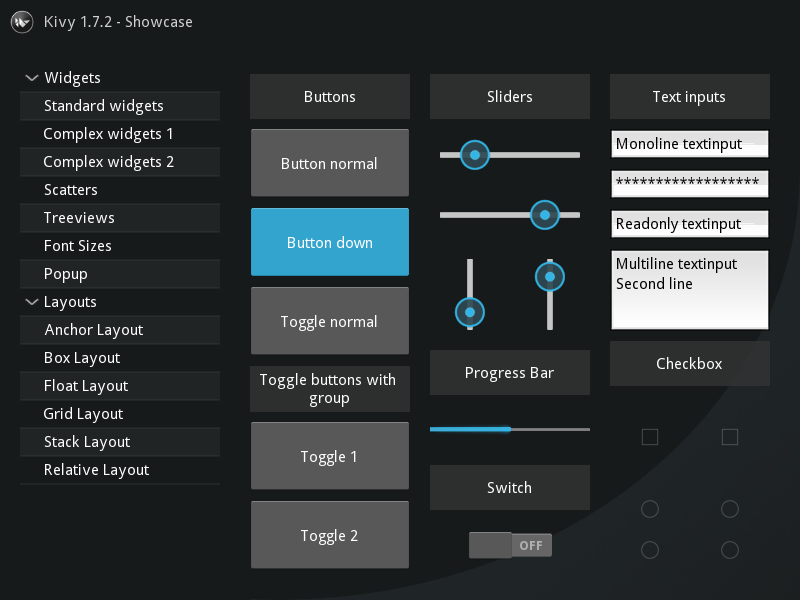 Kivy 1.7.2 - Showcase
Widgets
Standard widgets
Complex widgets 1
Complex widgets 2
Scatters
Treeviews
Font Sizes
Popup
Layouts
Anchor Layout
Box Layout
Float Layout
Grid Layout
Stack Layout
Relative Layout
Buttons
Button normal
Button down
Toggle normal
Toggle buttons with
group
Toggle 1
Toggle 2
Sliders
Progress Bar
Switch
OFF
Text inputs
Monoline textinput
******************
Readonly textinput
Multiline textinput
Second line
Checkbox